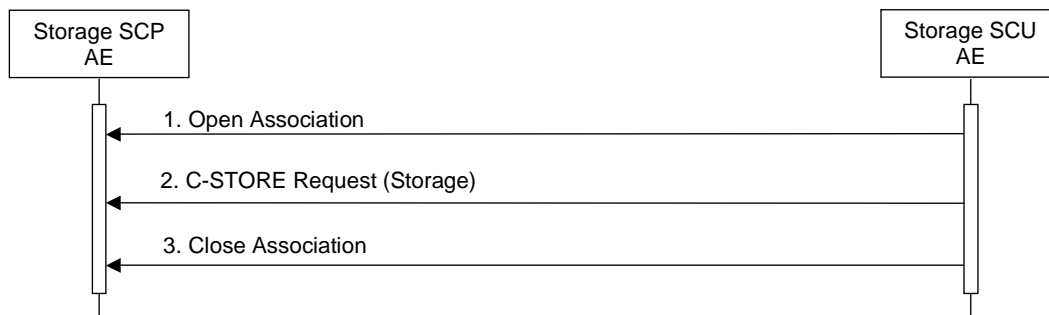 Storage SCP
AE
Storage SCU
AE
1. Open Association
2. C-STORE Request (Storage)
3. Close Association